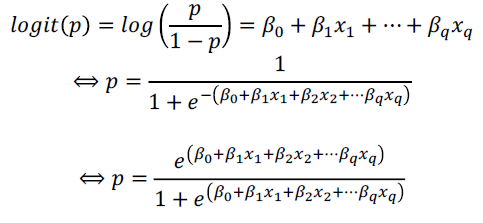 logit(p) = log(p/(1 − p)) = β₀ + β₁x₁ + ⋯ + β_qx_q
⇔ p = 1/(1 + e^−(β₀+β₁x₁+β₂x₂+⋯β_qx_q))
⇔ p = e^(β₀+β₁x₁+β₂x₂+⋯β_qx_q)/(1 + e^(β₀+β₁x₁+β₂x₂+⋯β_qx_q))